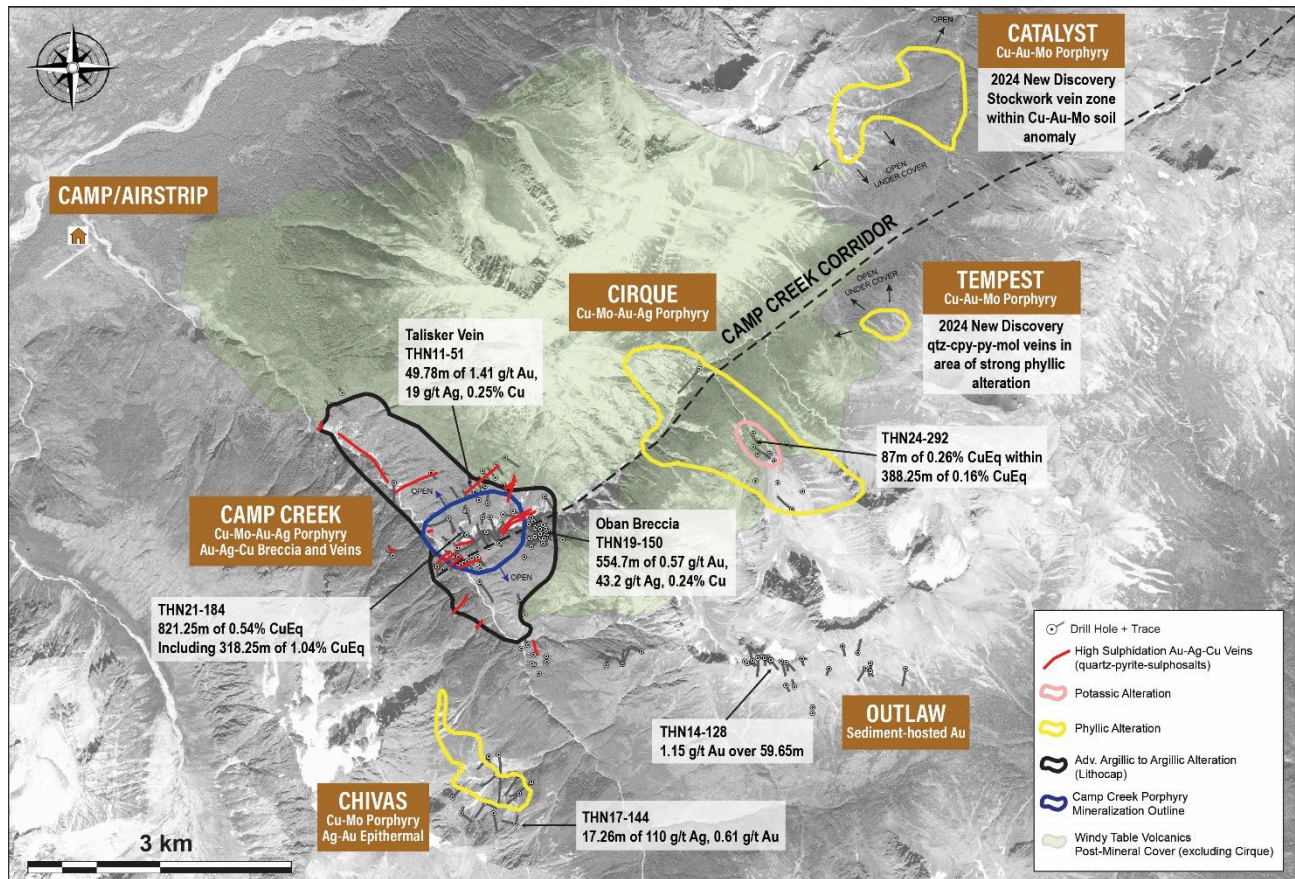 OPEN
CATALYST
Cu-Au-Mo Porphyry
2024 New Discovery
Stockwork vein zone
within Cu-Au-Mo soil
anomaly
OPEN
UNDER COVER
CAMP/AIRSTRIP
CAMP CREEK CORRIDOR
OPEN
UNDER COVER
TEMPEST
Cu-Au-Mo Porphyry
2024 New Discovery
qtz-cpy-py-mol veins in
area of strong phyllic
alteration
CIRQUE
Cu-Mo-Au-Ag Porphyry
Talisker Vein
THN11-51
49.78m of 1.41 g/t Au,
19 g/t Ag, 0.25% Cu
THN24-292
87m of 0.26% CuEq within
388.25m of 0.16% CuEq
OPEN
CAMP CREEK
Cu-Mo-Au-Ag Porphyry
Au-Ag-Cu Breccia and Veins
Oban Breccia
THN19-150
554.7m of 0.57 g/t Au,
43.2 g/t Ag, 0.24% Cu
OPEN
THN21-184
821.25m of 0.54% CuEq
Including 318.25m of 1.04% CuEq
THN14-128
1.15 g/t Au over 59.65m
OUTLAW
Sediment-hosted Au
CHIVAS
Cu-Mo Porphyry
Ag-Au Epithermal
THN17-144
17.26m of 110 g/t Ag, 0.61 g/t Au
3 km
Drill Hole + Trace
High Sulphidation Au-Ag-Cu Veins
(quartz-pyrite-sulphosalts)
Potassic Alteration
Phyllic Alteration
Adv. Argillic to Argillic Alteration
(Lithocap)
Camp Creek Porphyry
Mineralization Outline
Windy Table Volcanics
Post-Mineral Cover (excluding Cirque)